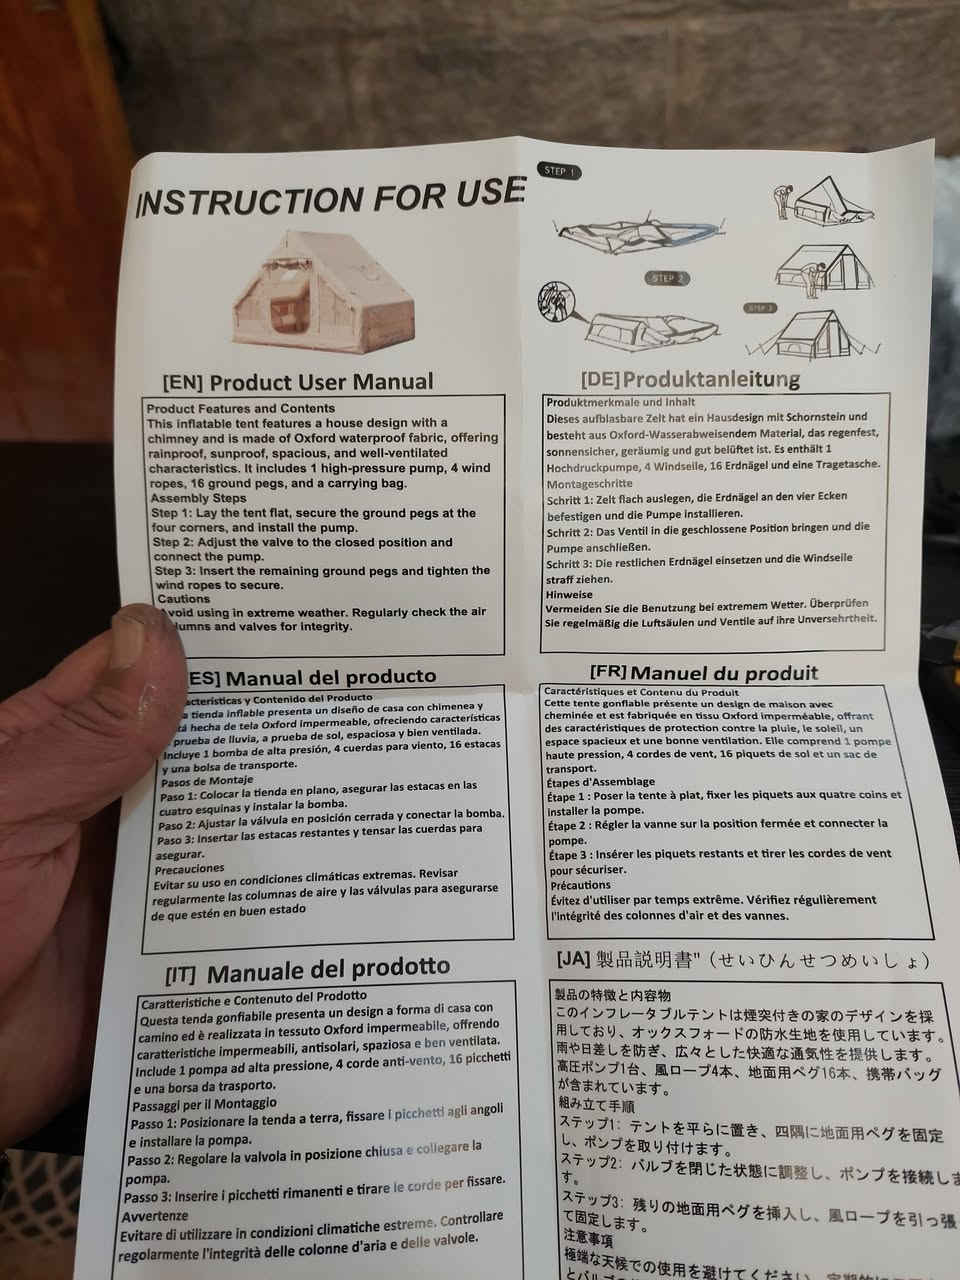 INSTRUCTION FOR USE
STEP 1
STEP 2
STEP 3
[EN] Product User Manual
Product Features and Contents
This inflatable tent features a house design with a
chimney and is made of Oxford waterproof fabric, offering
rainproof, sunproof, spacious, and well-ventilated
characteristics. It includes 1 high-pressure pump, 4 wind
ropes, 16 ground pegs, and a carrying bag.
Assembly Steps
Step 1: Lay the tent flat, secure the ground pegs at the
four corners, and install the pump.
Step 2: Adjust the valve to the closed position and
connect the pump.
Step 3: Insert the remaining ground pegs and tighten the
wind ropes to secure.
Cautions
Avoid using in extreme weather. Regularly check the air
lumns and valves for integrity.
[DE] Produktanleitung
Produktmerkmale und Inhalt
Dieses aufblasbare Zelt hat ein Hausdesign mit Schornstein und
besteht aus Oxford-Wasserabweisendem Material, das regenfest,
sonnensicher, geräumig und gut belüftet ist. Es enthält 1
Hochdruckpumpe, 4 Windseile, 16 Erdnägel und eine Tragetasche.
Montageschritte
Schritt 1: Zelt flach auslegen, die Erdnägel an den vier Ecken
befestigen und die Pumpe installieren.
Schritt 2: Das Ventil in die geschlossene Position bringen und die
Pumpe anschließen.
Schritt 3: Die restlichen Erdnägel einsetzen und die Windseile
straff ziehen.
Hinweise
Vermeiden Sie die Benutzung bei extremem Wetter. Überprüfen
Sie regelmäßig die Luftsäulen und Ventile auf ihre Unversehrtheit.
ES] Manual del producto
acterísticas y Contenido del Producto
a tienda inflable presenta un diseño de casa con chimenea y
tá hecha de tela Oxford impermeable, ofreciendo características
prueba de lluvia, a prueba de sol, espaciosa y bien ventilada.
Incluye 1 bomba de alta presión, 4 cuerdas para viento, 16 estacas
y una bolsa de transporte.
Pasos de Montaje
Paso 1: Colocar la tienda en plano, asegurar las estacas en las
cuatro esquinas y instalar la bomba.
Paso 2: Ajustar la válvula en posición cerrada y conectar la bomba.
Paso 3: Insertar las estacas restantes y tensar las cuerdas para
asegurar.
Precauciones
Evitar su uso en condiciones climáticas extremas. Revisar
regularmente las columnas de aire y las válvulas para asegurarse
de que estén en buen estado
[FR] Manuel du produit
Caractéristiques et Contenu du Produit
Cette tente gonflable présente un design de maison avec
cheminée et est fabriquée en tissu Oxford imperméable, offrant
des caractéristiques de protection contre la pluie, le soleil, un
espace spacieux et une bonne ventilation. Elle comprend 1 pompe
haute pression, 4 cordes de vent, 16 piquets de sol et un sac de
transport.
Étapes d'Assemblage
Étape 1 : Poser la tente à plat, fixer les piquets aux quatre coins et
installer la pompe.
Étape 2 : Régler la vanne sur la position fermée et connecter la
pompe.
Étape 3 : Insérer les piquets restants et tirer les cordes de vent
pour sécuriser.
Précautions
Évitez d'utiliser par temps extrême. Vérifiez régulièrement
l'intégrité des colonnes d'air et des vannes.
[IT] Manuale del prodotto
Caratteristiche e Contenuto del Prodotto
Questa tenda gonfiabile presenta un design a forma di casa con
camino ed è realizzata in tessuto Oxford impermeabile, offrendo
caratteristiche impermeabili, antisolari, spaziosa e ben ventilata.
Include 1 pompa ad alta pressione, 4 corde anti-vento, 16 picchetti
e una borsa da trasporto.
Passaggi per il Montaggio
Passo 1: Posizionare la tenda a terra, fissare i picchetti agli angoli
e installare la pompa.
Passo 2: Regolare la valvola in posizione chiusa e collegare la
pompa.
Passo 3: Inserire i picchetti rimanenti e tirare le corde per fissare.
Avvertenze
Evitare di utilizzare in condizioni climatiche estreme. Controllare
regolarmente l'integrità delle colonne d'aria e delle valvole.
[JA] 製品説明書"（せいひんせつめいしょ）
製品の特徴と内容物
このインフレータブルテントは煙突付きの家のデザインを採
用しており、オックスフォードの防水生地を使用しています。
雨や日差しを防ぎ、広々とした快適な通気性を提供します。
高圧ポンプ1台、風ロープ4本、地面用ペグ16本、携帯バッグ
が含まれています。
組み立て手順
ステップ1: テントを平らに置き、四隅に地面用ペグを固定
し、ポンプを取り付けます。
ステップ2: バルブを閉じた状態に調整し、ポンプを接続しま
す。
ステップ3: 残りの地面用ペグを挿入し、風ロープを引っ張
て固定します。
注意事項
極端な天候での使用を避けてください。定期的に
とバルブの